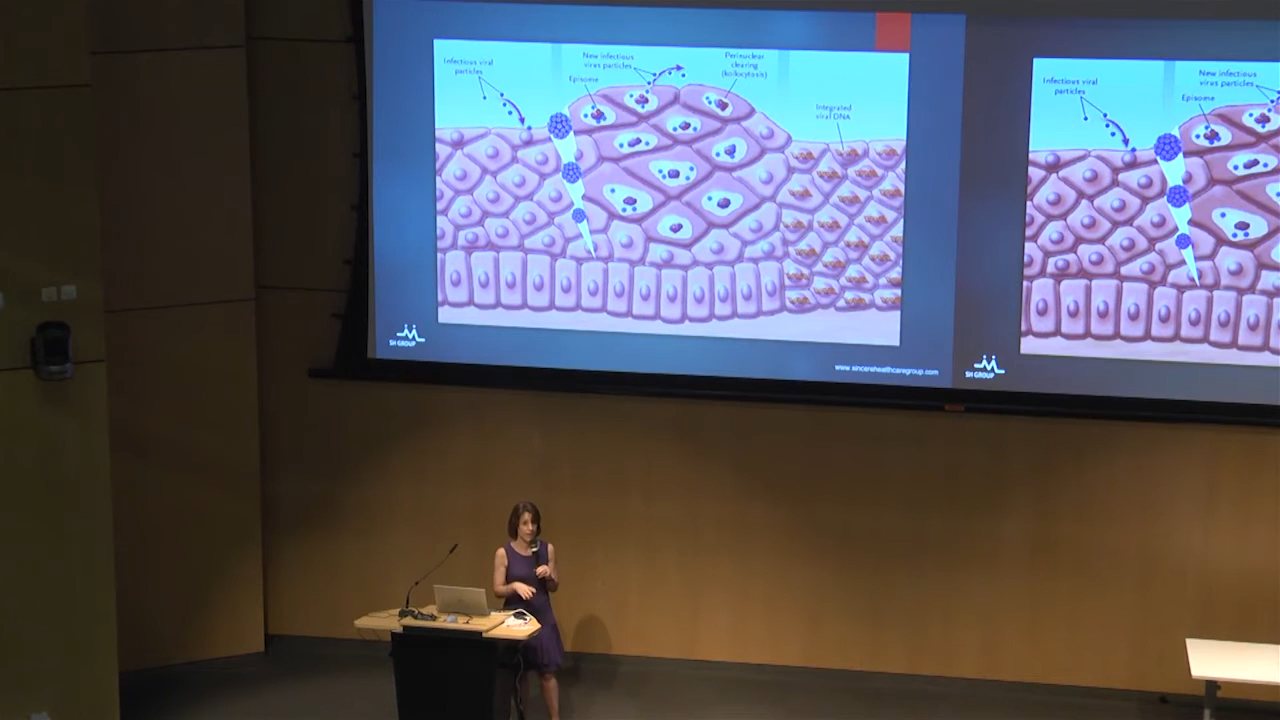 Infectious viral
particles
New infectious
virus particles
Episome
Perinuclear
clearing
(koilocytosis)
Integrated
viral DNA
SH GROUP
www.sincerehealthcaregroup.com
Infectious viral
particles
New infectious
virus particles
Episome
SH GROUP